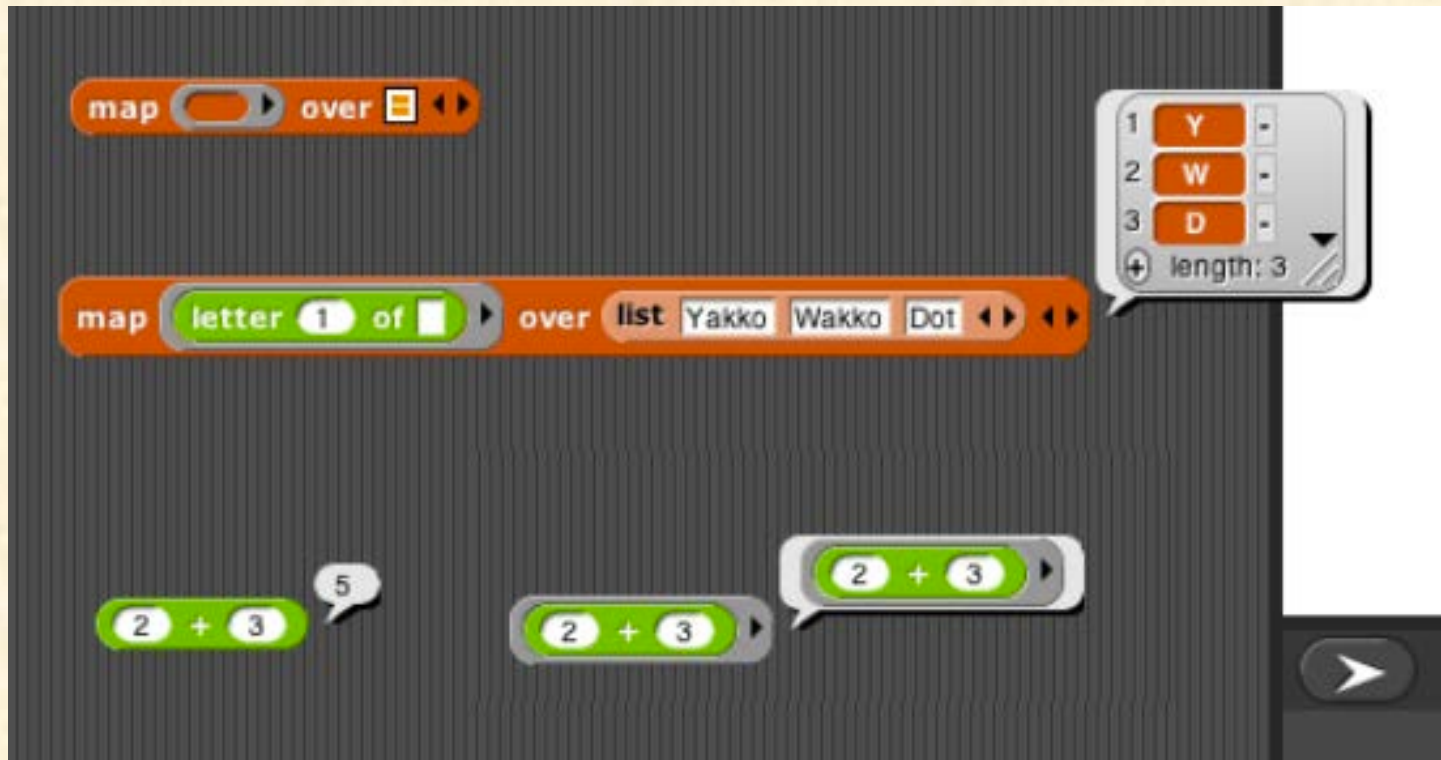 map over
1 Y -
2 W -
3 D -
+ length: 3
map letter 1 of over list Yakko Wakko Dot
5
2 + 3
2 + 3
2 + 3